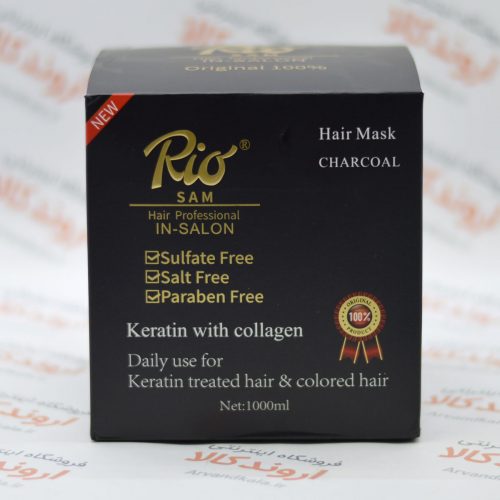 Rio
IN-SALON
Original 100%
NEW
Rio®
SAM
Hair Professional
IN-SALON
Hair Mask
CHARCOAL
Sulfate Free
Salt Free
Paraben Free
ORIGINAL
100%
PRODUCT
Keratin with collagen
Daily use for
Keratin treated hair & colored hair
Net:1000ml
فروشگاه اینترنتی
اروند کالا
Arvandkala.ir